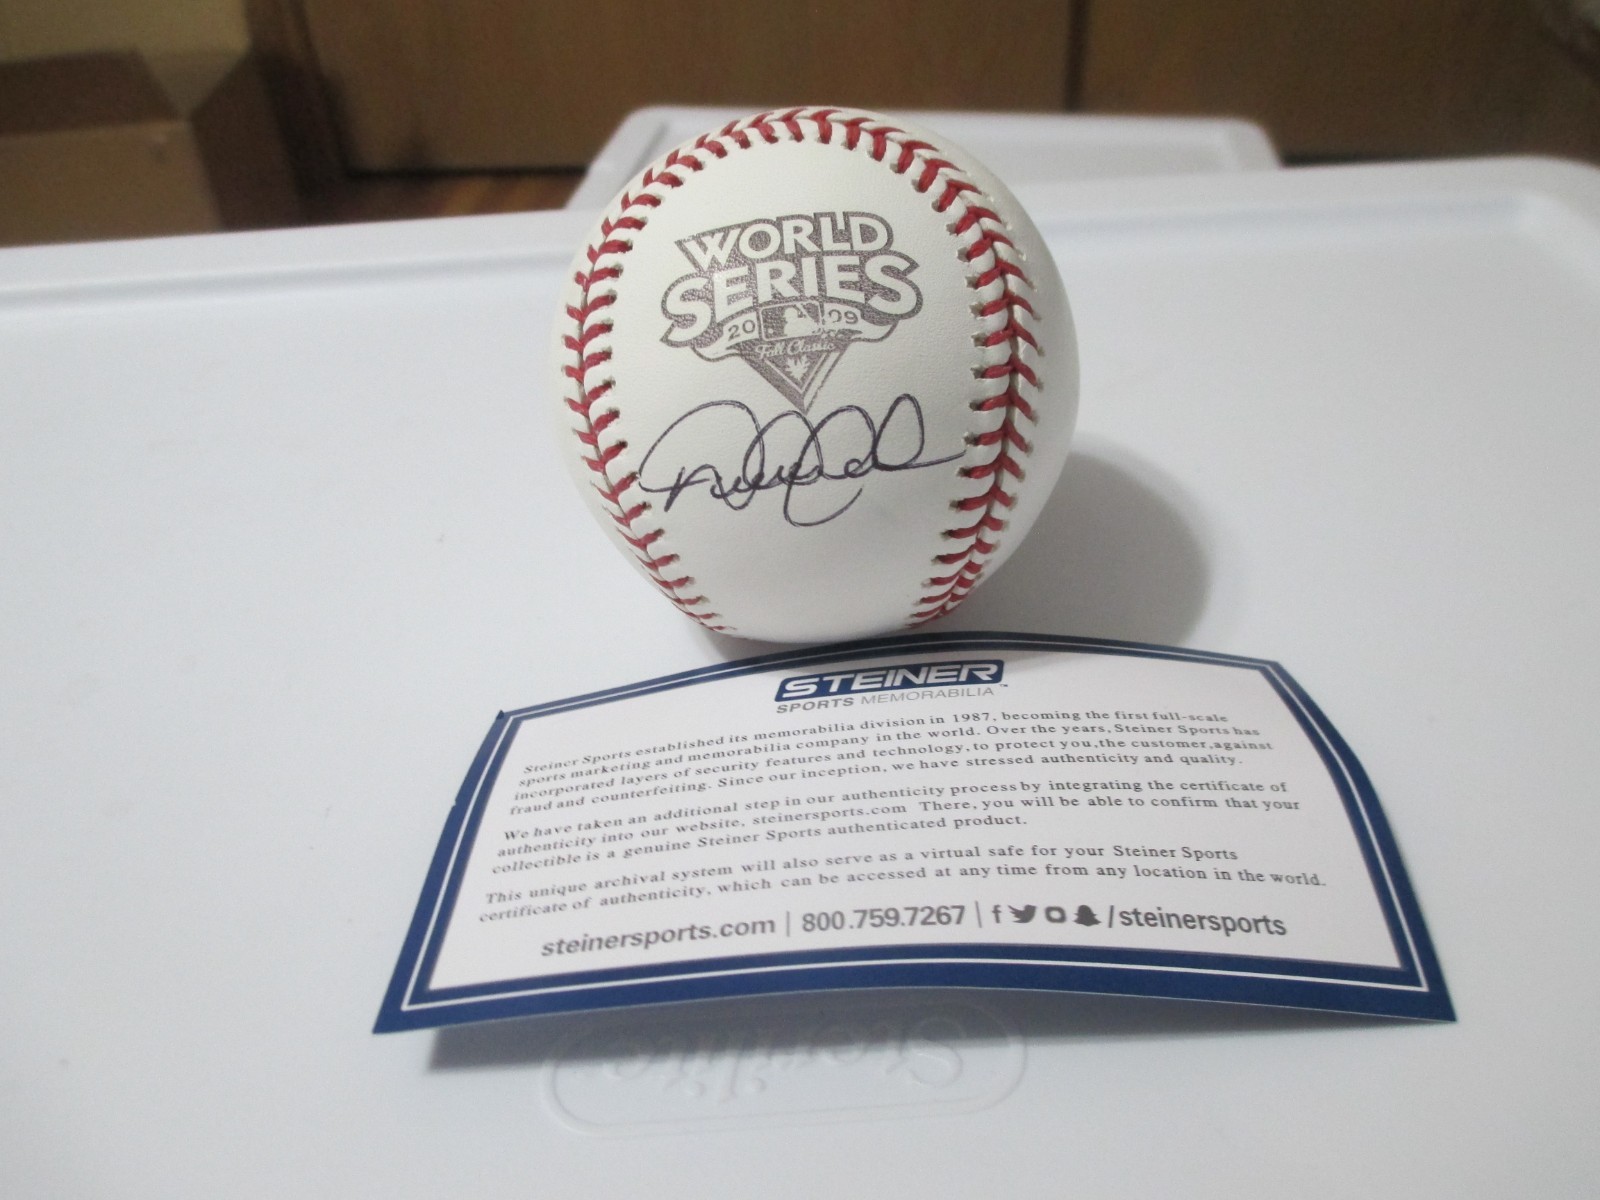 WORLD
SERIES
20 09
Fall Classic
STEINER
SPORTS MEMORABILIA™
Steiner Sports established its memorabilia division in 1987, becoming the first full-scale
sports marketing and memorabilia company in the world. Over the years, Steiner Sports has
incorporated layers of security features and technology, to protect you,the customer,against
fraud and counterfeiting. Since our inception, we have stressed authenticity and quality.
We have taken an additional step in our authenticity process by integrating the certificate of
authenticity into our website, steinersports.com There, you will be able to confirm that your
collectible is a genuine Steiner Sports authenticated product.
This unique archival system will also serve as a virtual safe for your Steiner Sports
certificate of authenticity, which can be accessed at any time from any location in the world.
steinersports.com | 800.759.7267 | f /steinersports
Sterilite